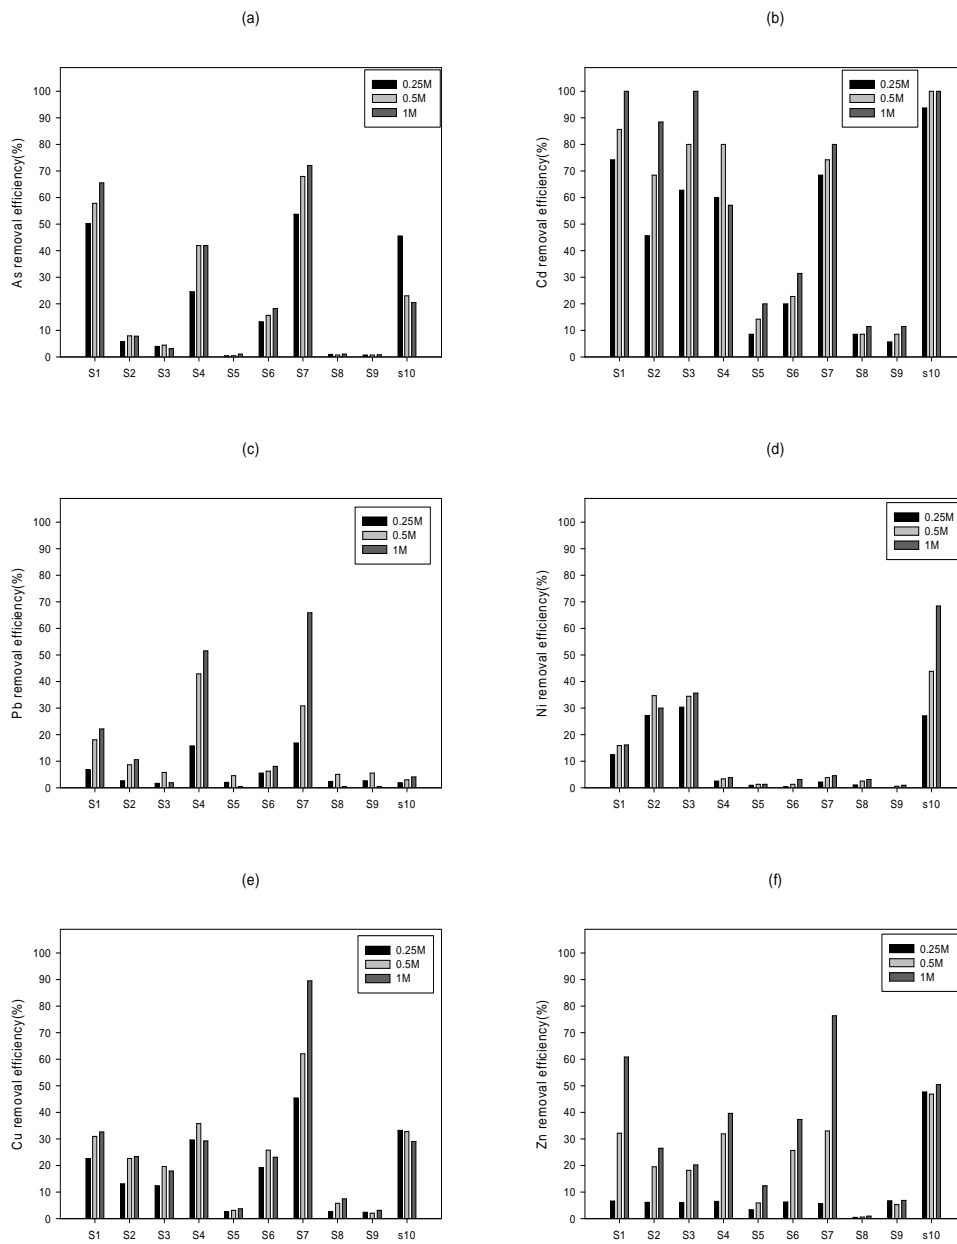 (a)
As removal efficiency(%)
100
90
80
70
60
50
40
30
20
10
0
0.25M
0.5M
1M
S1 S2 S3 S4 S5 S6 S7 S8 S9 s10
(b)
Cd removal efficiency(%)
100
90
80
70
60
50
40
30
20
10
0
0.25M
0.5M
1M
S1 S2 S3 S4 S5 S6 S7 S8 S9 s10
(c)
Pb removal efficiency(%)
100
90
80
70
60
50
40
30
20
10
0
0.25M
0.5M
1M
S1 S2 S3 S4 S5 S6 S7 S8 S9 s10
(d)
Ni removal efficiency(%)
100
90
80
70
60
50
40
30
20
10
0
0.25M
0.5M
1M
S1 S2 S3 S4 S5 S6 S7 S8 S9 s10
(e)
Cu removal efficiency(%)
100
90
80
70
60
50
40
30
20
10
0
0.25M
0.5M
1M
S1 S2 S3 S4 S5 S6 S7 S8 S9 s10
(f)
Zn removal efficiency(%)
100
90
80
70
60
50
40
30
20
10
0
0.25M
0.5M
1M
S1 S2 S3 S4 S5 S6 S7 S8 S9 s10